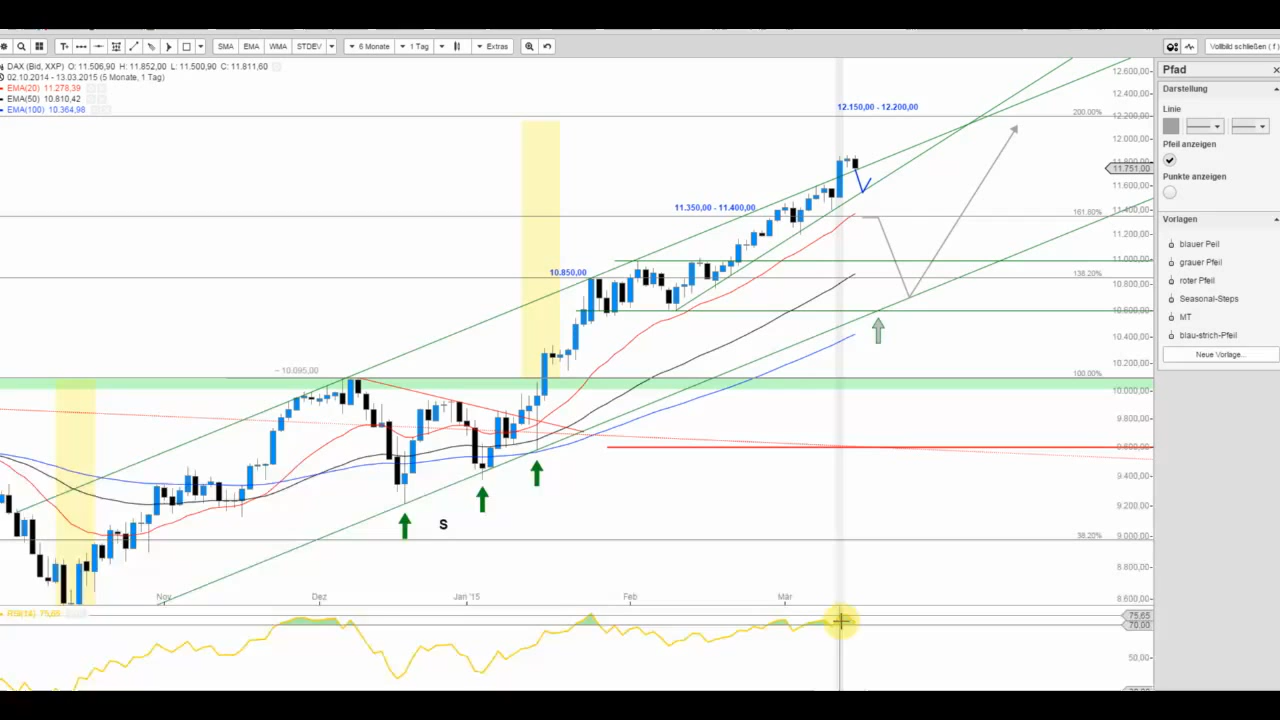 SMA EMA WMA STDEV 6 Monate 1 Tag Extras Vollbild schließen ( f )
DAX (Bid, XXP) O: 11.506,90 H: 11.852,00 L: 11.500,90 C: 11.811,60
02.10.2014 - 13.03.2015 (5 Monate, 1 Tag)
EMA(20) 11.278,39
EMA(50) 10.810,42
EMA(100) 10.364,98
12.150,00 - 12.200,00
11.350,00 - 11.400,00
10.850,00
~ 10.095,00
S
200.00%
161.80%
138.20%
100.00%
38.20%
12.600,00
12.400,00
12.200,00
12.000,00
11.751,00
11.600,00
11.400,00
11.200,00
11.000,00
10.800,00
10.600,00
10.400,00
10.200,00
10.000,00
9.800,00
9.600,00
9.400,00
9.200,00
9.000,00
8.800,00
8.600,00
Nov Dez Jan '15 Feb Mär
RSI(14) 75,65
75,65
70,00
50,00
Pfad
Darstellung
Linie
Pfeil anzeigen
Punkte anzeigen
Vorlagen
blauer Peil
grauer Pfeil
roter Pfeil
Seasonal-Steps
MT
blau-strich-Pfeil
Neue Vorlage...